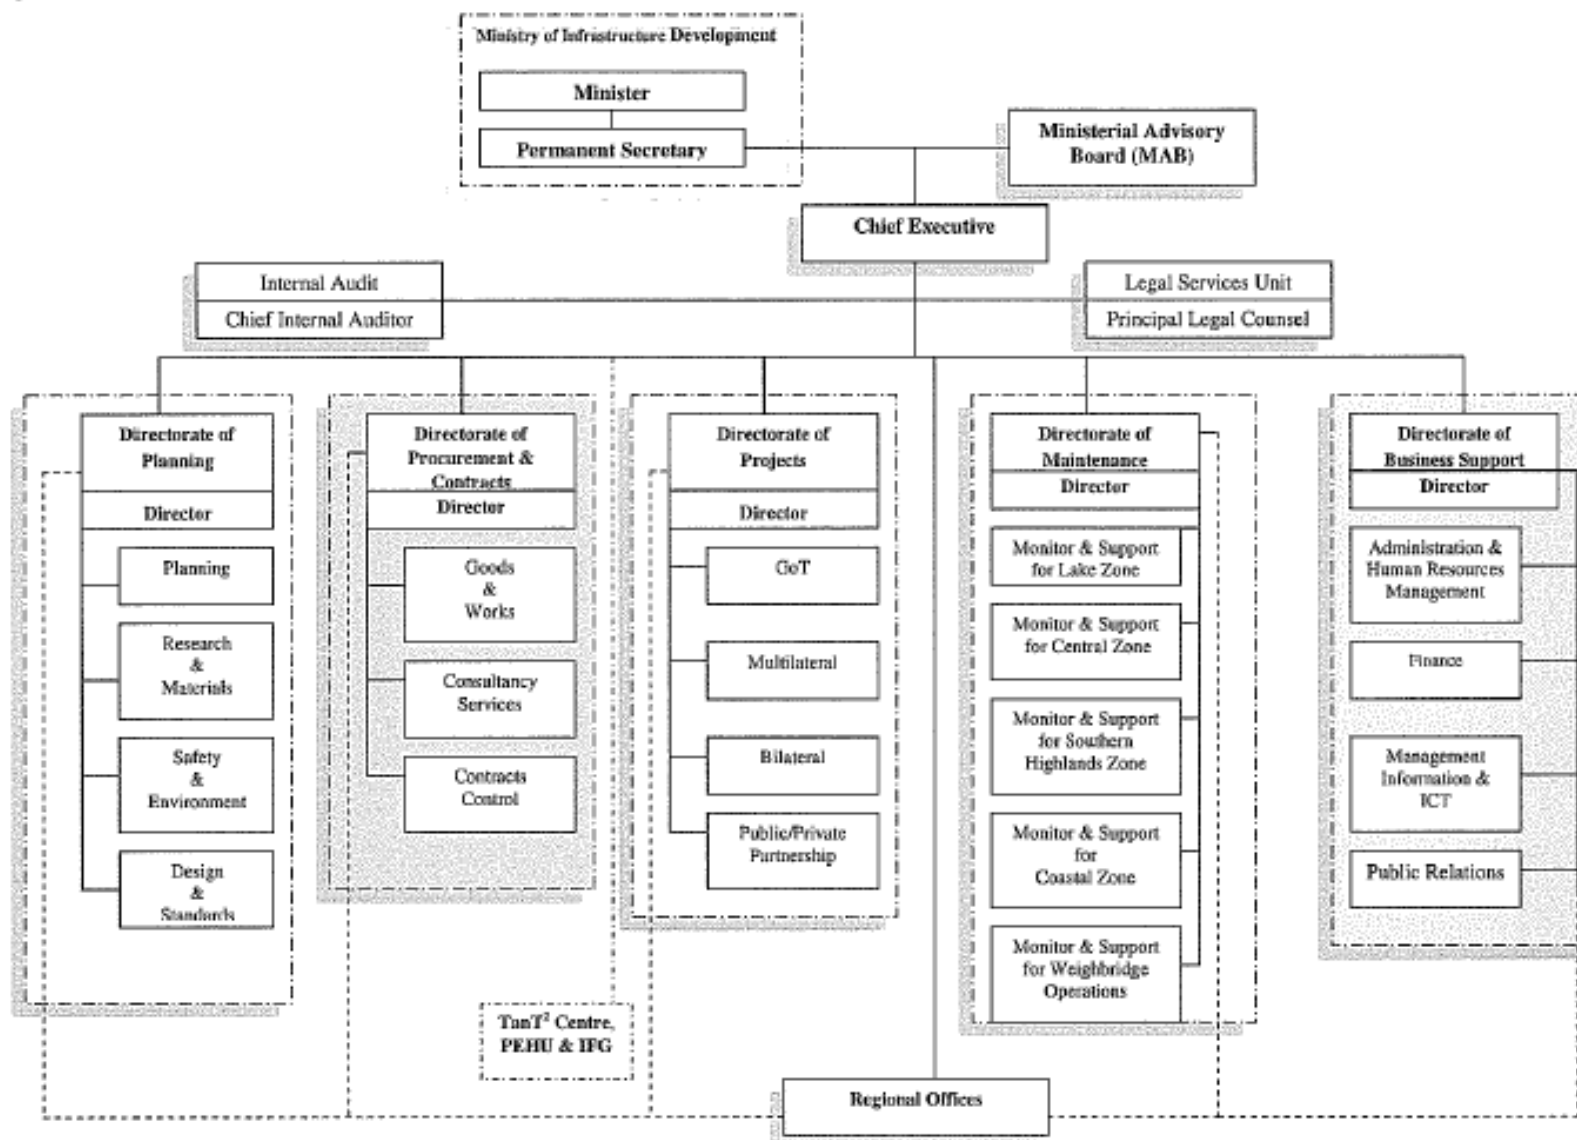 Ministry of Infrastructure Development
Minister
Permanent Secretary
Ministerial Advisory
Board (MAB)
Chief Executive
Internal Audit
Chief Internal Auditor
Legal Services Unit
Principal Legal Counsel
Directorate of
Planning
Director
Planning
Research
&
Materials
Safety
&
Environment
Design
&
Standards
Directorate of
Procurement &
Contracts
Director
Goods
&
Works
Consultancy
Services
Contracts
Control
Directorate of
Projects
Director
GoT
Multilateral
Bilateral
Public/Private
Partnership
Directorate of
Maintenance
Director
Monitor & Support
for Lake Zone
Monitor & Support
for Central Zone
Monitor & Support
for Southern
Highlands Zone
Monitor & Support
for
Coastal Zone
Monitor & Support
for Weighbridge
Operations
Directorate of
Business Support
Director
Administration &
Human Resources
Management
Finance
Management
Information &
ICT
Public Relations
TanT² Centre,
PEHU & IFG
Regional Offices